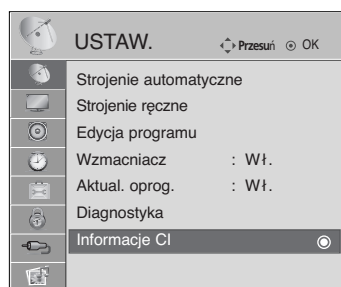 USTAW. Przesuń OK
Strojenie automatyczne
Strojenie ręczne
Edycja programu
Wzmacniacz : Wł.
Aktual. oprog. : Wł.
Diagnostyka
Informacje CI